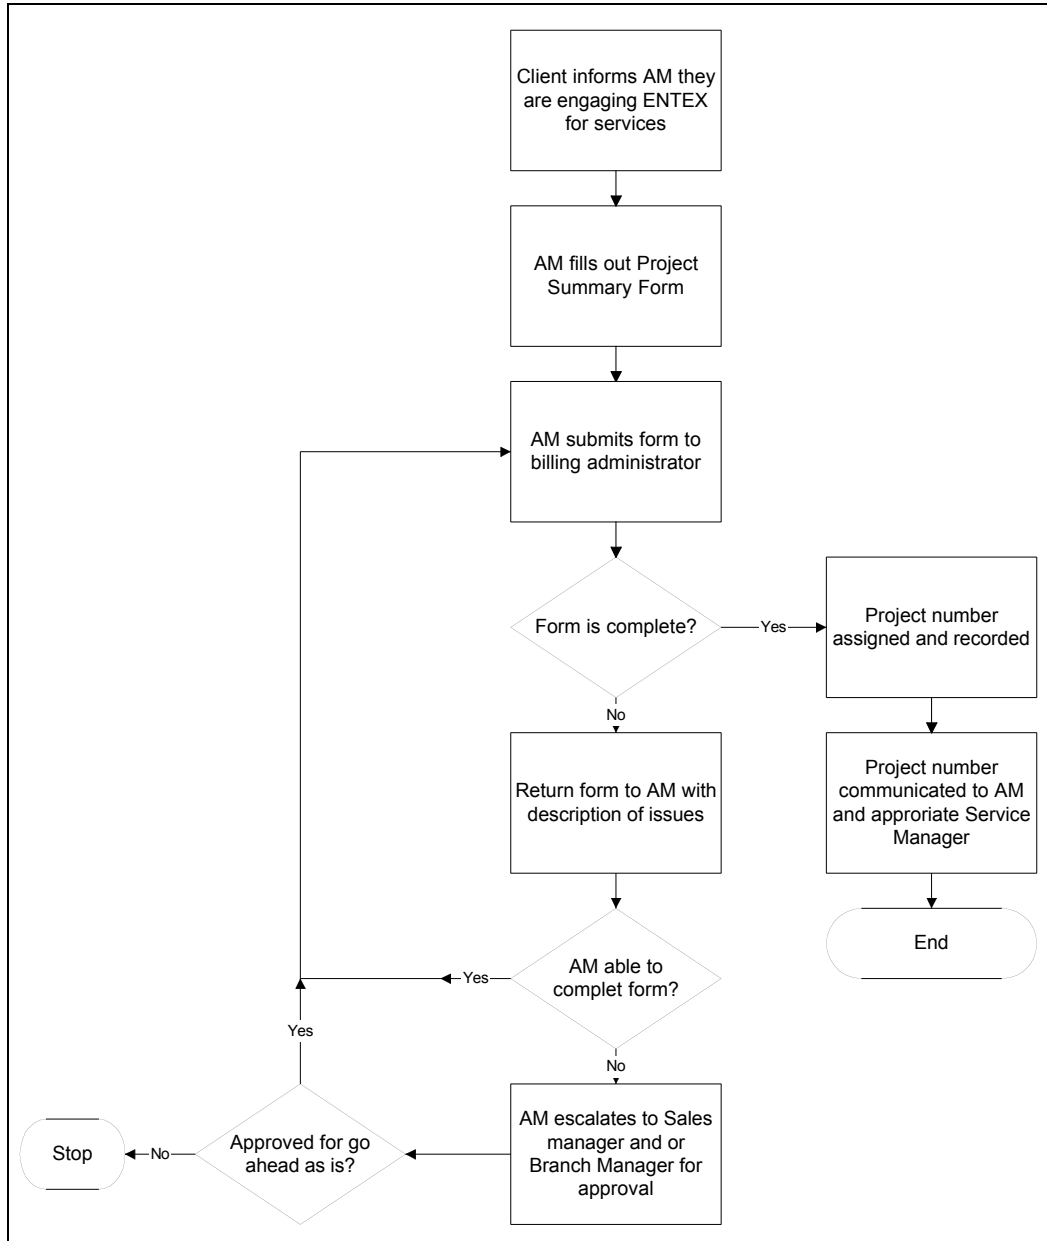 Client informs AM they
are engaging ENTEX
for services
AM fills out Project
Summary Form
AM submits form to
billing administrator
Form is complete?
Yes
Project number
assigned and recorded
No
Return form to AM with
description of issues
Project number
communicated to AM
and approriate Service
Manager
End
AM able to
complet form?
Yes
Yes
No
AM escalates to Sales
manager and or
Branch Manager for
approval
Approved for go
ahead as is?
No
Stop